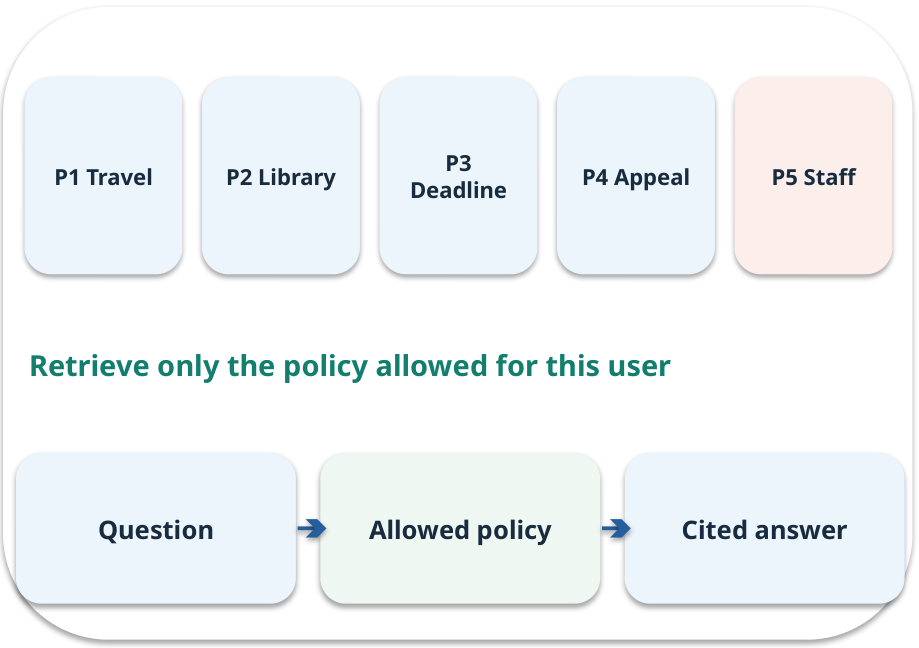 P1 Travel
P2 Library
P3
Deadline
P4 Appeal
P5 Staff
Retrieve only the policy allowed for this user
Question
Allowed policy
Cited answer